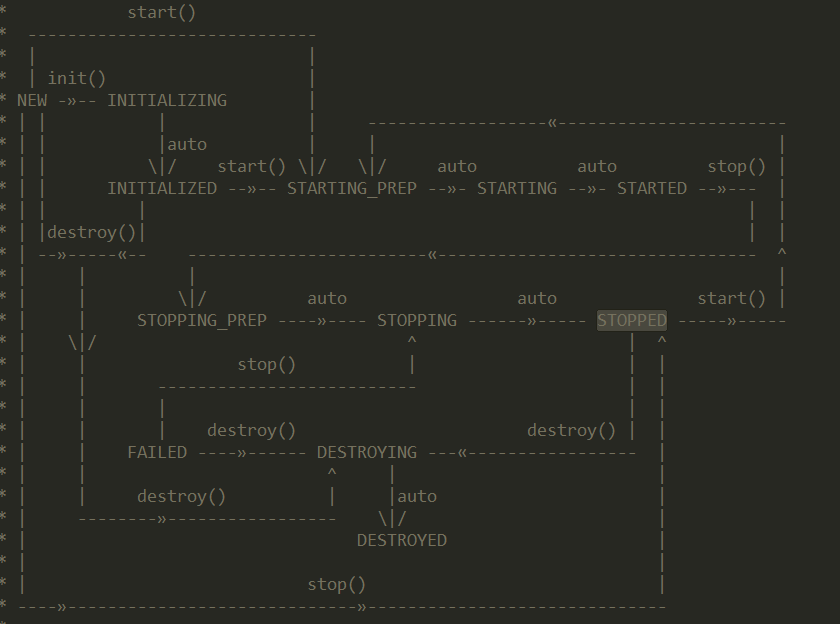 *            start()
*  -----------------------------
*  |                           |
*  | init()                    |
* NEW -»-- INITIALIZING        |
* | |           |              |     ------------------«-----------------------
* | |           |auto          |     |                                        |
* | |          \|/    start() \|/   \|/     auto          auto         stop() |
* | |      INITIALIZED --»-- STARTING_PREP --»- STARTING --»- STARTED --»---  |
* | |         |                                                            |  |
* | |destroy()|                                                            |  |
* | --»-----«--    ------------------------«--------------------------------  ^
* |     |          |                                                          |
* |     |         \|/          auto                 auto              start() |
* |     |     STOPPING_PREP ----»---- STOPPING ------»----- STOPPED -----»-----
* |    \|/                               ^                     |  ^
* |     |               stop()           |                     |  |
* |     |       --------------------------                     |  |
* |     |       |                                              |  |
* |     |       |    destroy()                       destroy() |  |
* |     |    FAILED ----»------ DESTROYING ---«-----------------  |
* |     |                        ^     |                          |
* |     |     destroy()          |     |auto                      |
* |     --------»-----------------    \|/                         |
* |                                 DESTROYED                     |
* |                                                               |
* |                            stop()                             |
* ----»-----------------------------»------------------------------